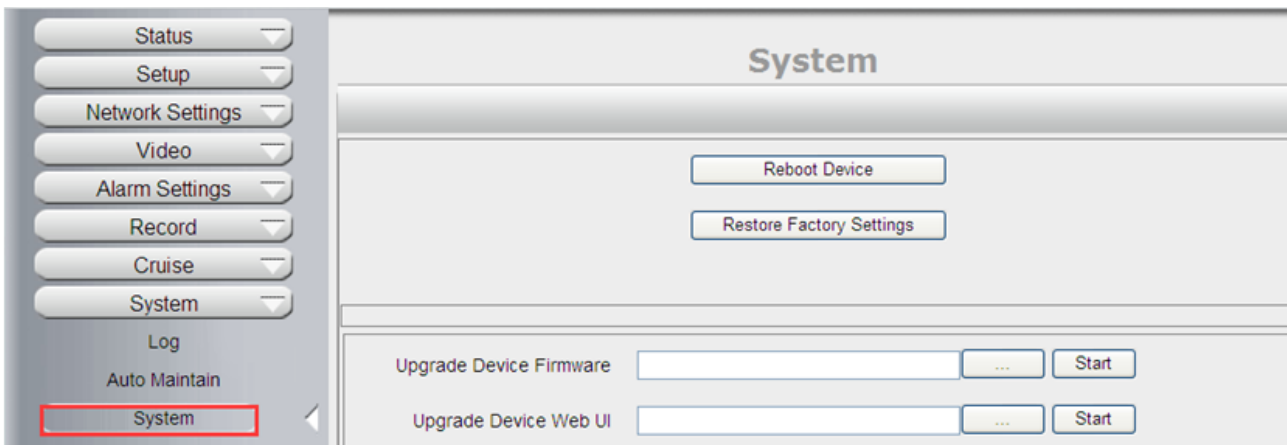 Status
Setup
Network Settings
Video
Alarm Settings
Record
Cruise
System
Log
Auto Maintain
System
System
Reboot Device
Restore Factory Settings
Upgrade Device Firmware ... Start
Upgrade Device Web UI ... Start